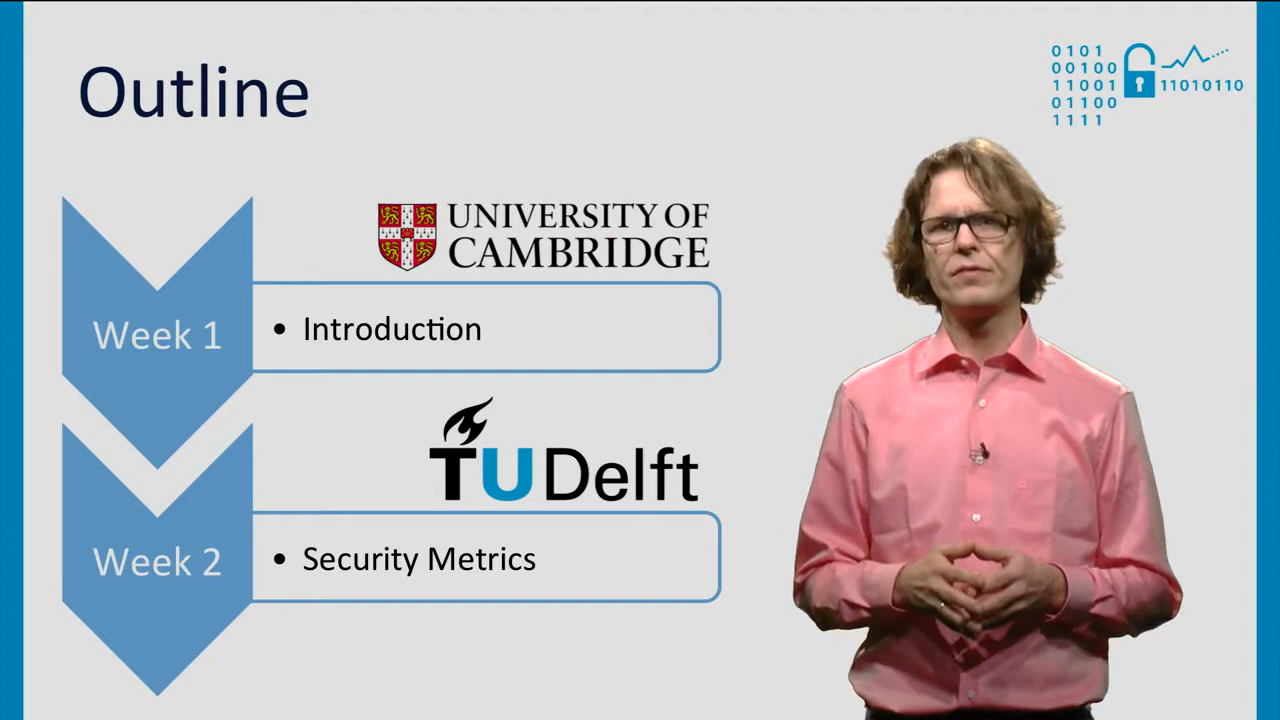 Outline
0101
00100
11001
01100
1111
11010110
UNIVERSITY OF
CAMBRIDGE
Week 1
• Introduction
TU Delft
Week 2
• Security Metrics